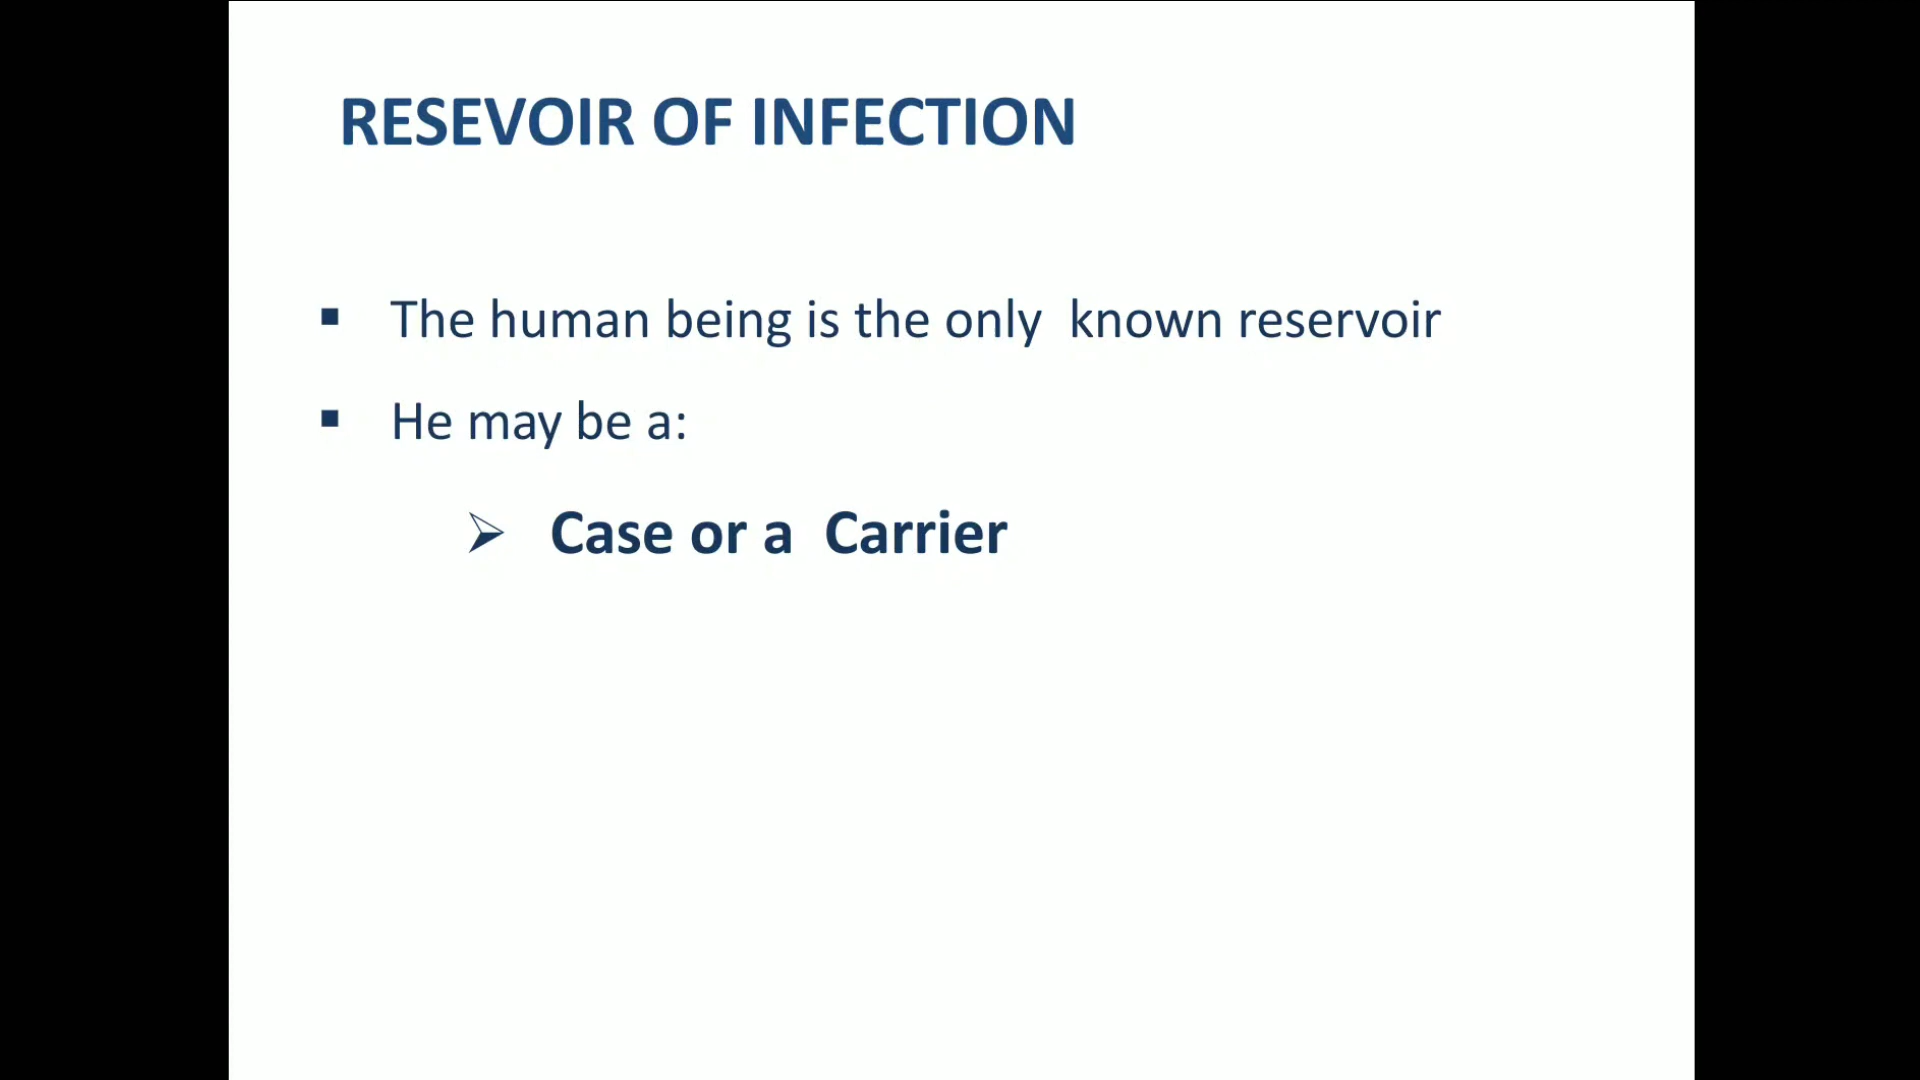 RESEVOIR OF INFECTION
▪ The human being is the only known reservoir
▪ He may be a:
➢ Case or a Carrier